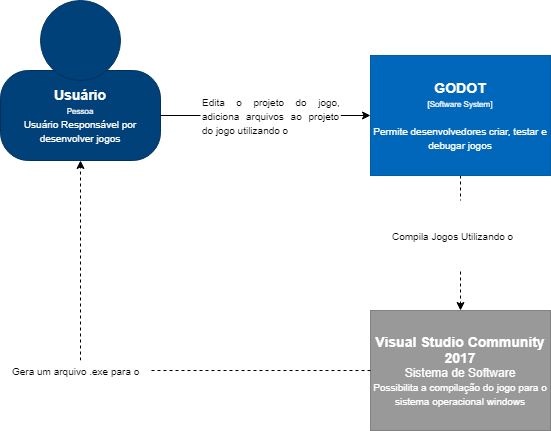 Usuário
Pessoa
Usuário Responsável por
desenvolver jogos
Edita o projeto do jogo,
adiciona arquivos ao projeto
do jogo utilizando o
GODOT
[Software System]
Permite desenvolvedores criar, testar e
debugar jogos
Compila Jogos Utilizando o
Visual Studio Community
2017
Sistema de Software
Possibilita a compilação do jogo para o
sistema operacional windows
Gera um arquivo .exe para o